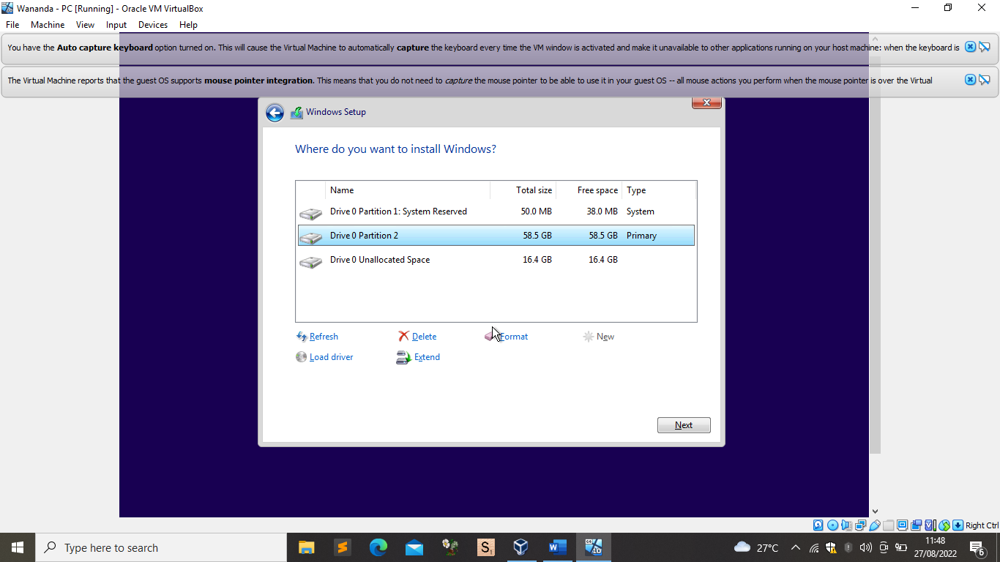 Wananda - PC [Running] - Oracle VM VirtualBox
File Machine View Input Devices Help
You have the Auto capture keyboard option turned on. This will cause the Virtual Machine to automatically capture the keyboard every time the VM window is activated and make it unavailable to other applications running on your host machine: when the keyboard is
The Virtual Machine reports that the guest OS supports mouse pointer integration. This means that you do not need to capture the mouse pointer to be able to use it in your guest OS -- all mouse actions you perform when the mouse pointer is over the Virtual
Windows Setup
Where do you want to install Windows?
Name Total size Free space Type
Drive 0 Partition 1: System Reserved 50.0 MB 38.0 MB System
Drive 0 Partition 2 58.5 GB 58.5 GB Primary
Drive 0 Unallocated Space 16.4 GB 16.4 GB
Refresh Delete Format New
Load driver Extend
Next
Right Ctrl
Type here to search
27°C
11:48
27/08/2022
6